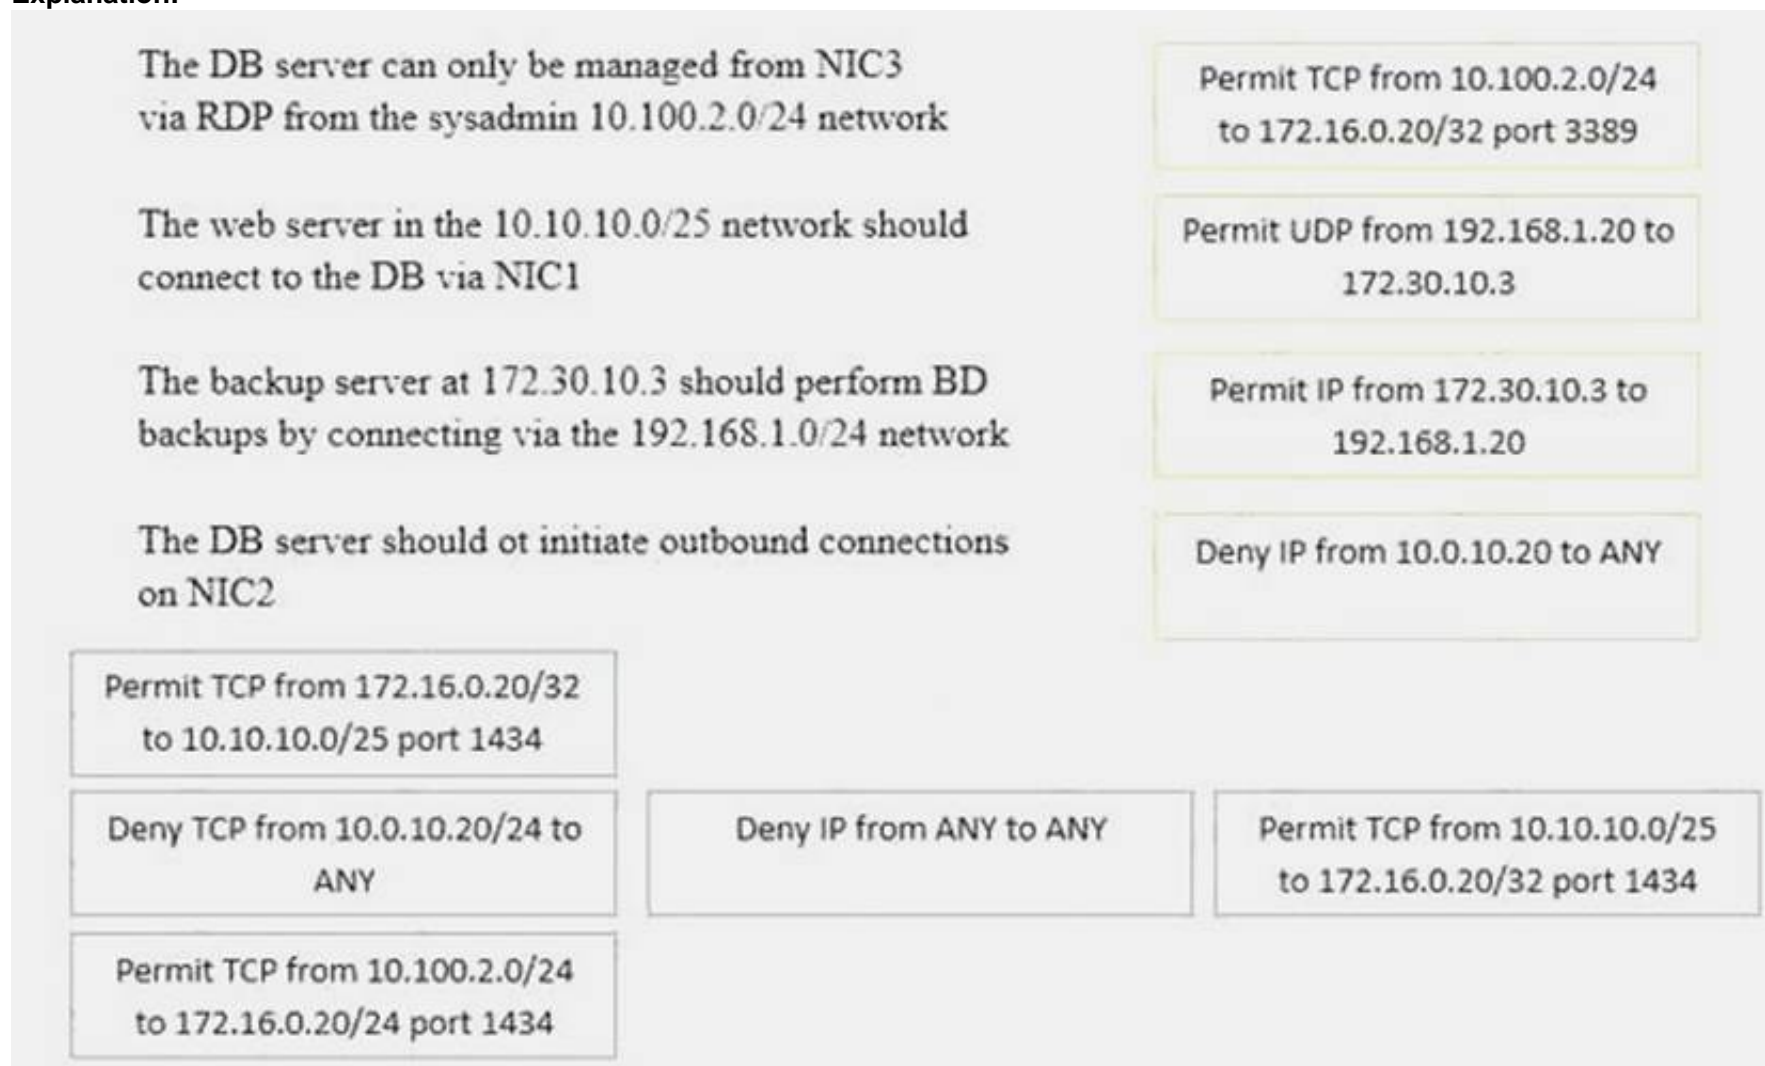 Explanation:
The DB server can only be managed from NIC3
via RDP from the sysadmin 10.100.2.0/24 network
Permit TCP from 10.100.2.0/24
to 172.16.0.20/32 port 3389
The web server in the 10.10.10.0/25 network should
connect to the DB via NIC1
Permit UDP from 192.168.1.20 to
172.30.10.3
The backup server at 172.30.10.3 should perform BD
backups by connecting via the 192.168.1.0/24 network
Permit IP from 172.30.10.3 to
192.168.1.20
The DB server should ot initiate outbound connections
on NIC2
Deny IP from 10.0.10.20 to ANY
Permit TCP from 172.16.0.20/32
to 10.10.10.0/25 port 1434
Deny TCP from 10.0.10.20/24 to
ANY
Deny IP from ANY to ANY
Permit TCP from 10.10.10.0/25
to 172.16.0.20/32 port 1434
Permit TCP from 10.100.2.0/24
to 172.16.0.20/24 port 1434